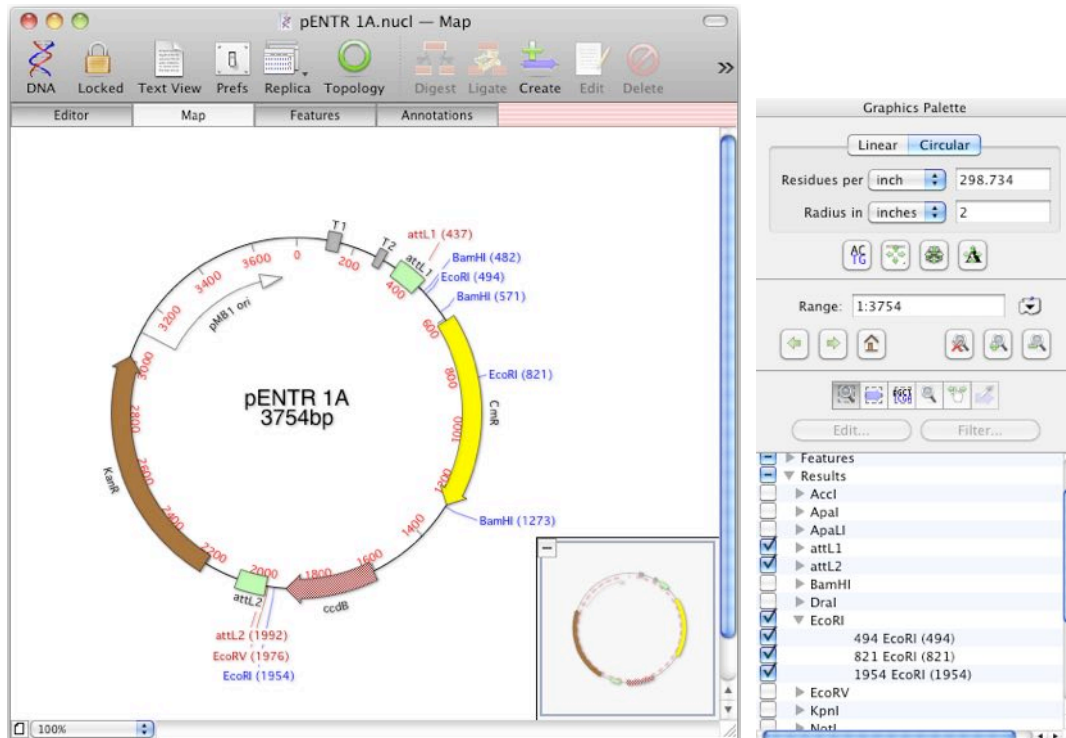 pENTR 1A.nucl — Map
DNA Locked Text View Prefs Replica Topology Digest Ligate Create Edit Delete »
Editor Map Features Annotations
T1
T2
attL1 (437)
attL1
BamHI (482)
EcoRI (494)
BamHI (571)
EcoRI (821)
CmR
BamHI (1273)
0
200
400
600
800
1000
1200
1400
1600
1800
2000
2200
2400
2600
2800
3000
3200
3400
3600
pMB1 ori
pENTR 1A
3754bp
KanR
attL2
ccdB
attL2 (1992)
EcoRV (1976)
EcoRI (1954)
100%
Graphics Palette
Linear Circular
Residues per inch 298.734
Radius in inches 2
AC
TG
A
Range: 1:3754
Edit... Filter...
Features
Results
AccI
ApaI
ApaLI
attL1
attL2
BamHI
DraI
EcoRI
494 EcoRI (494)
821 EcoRI (821)
1954 EcoRI (1954)
EcoRV
KpnI
NotI